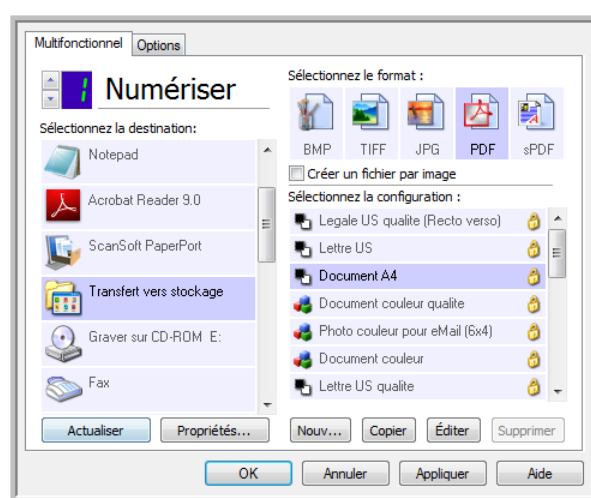 Multifonctionnel Options
1 Numériser
Sélectionnez la destination:
Notepad
Acrobat Reader 9.0
ScanSoft PaperPort
Transfert vers stockage
Graver sur CD-ROM E:
Fax
Actualiser Propriétés...
Sélectionnez le format :
BMP TIFF JPG PDF sPDF
Créer un fichier par image
Sélectionnez la configuration :
Legale US qualite (Recto verso)
Lettre US
Document A4
Document couleur qualite
Photo couleur pour eMail (6x4)
Document couleur
Lettre US qualite
Nouv... Copier Éditer Supprimer
OK Annuler Appliquer Aide